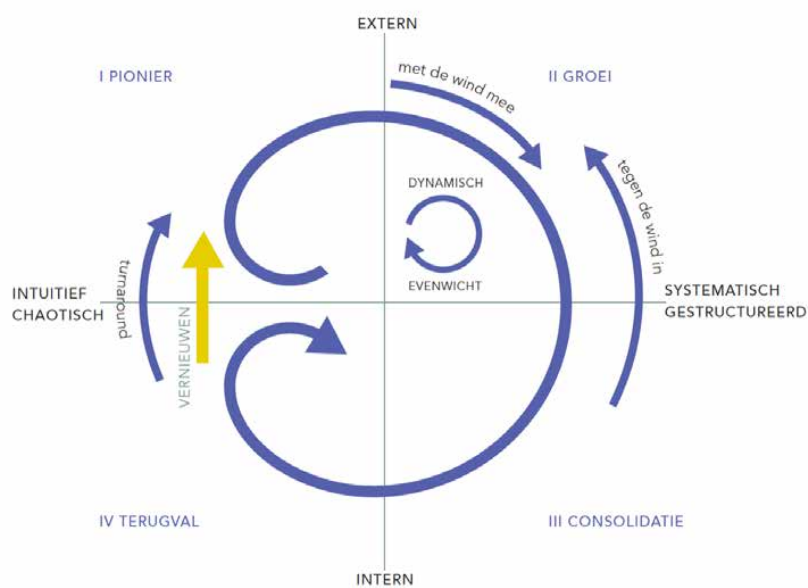 EXTERN
I PIONIER
II GROEI
met de wind mee
tegen de wind in
DYNAMISCH
EVENWICHT
turnaround
VERNIEUWEN
INTUITIEF
CHAOTISCH
SYSTEMATISCH
GESTRUCTUREERD
IV TERUGVAL
III CONSOLIDATIE
INTERN